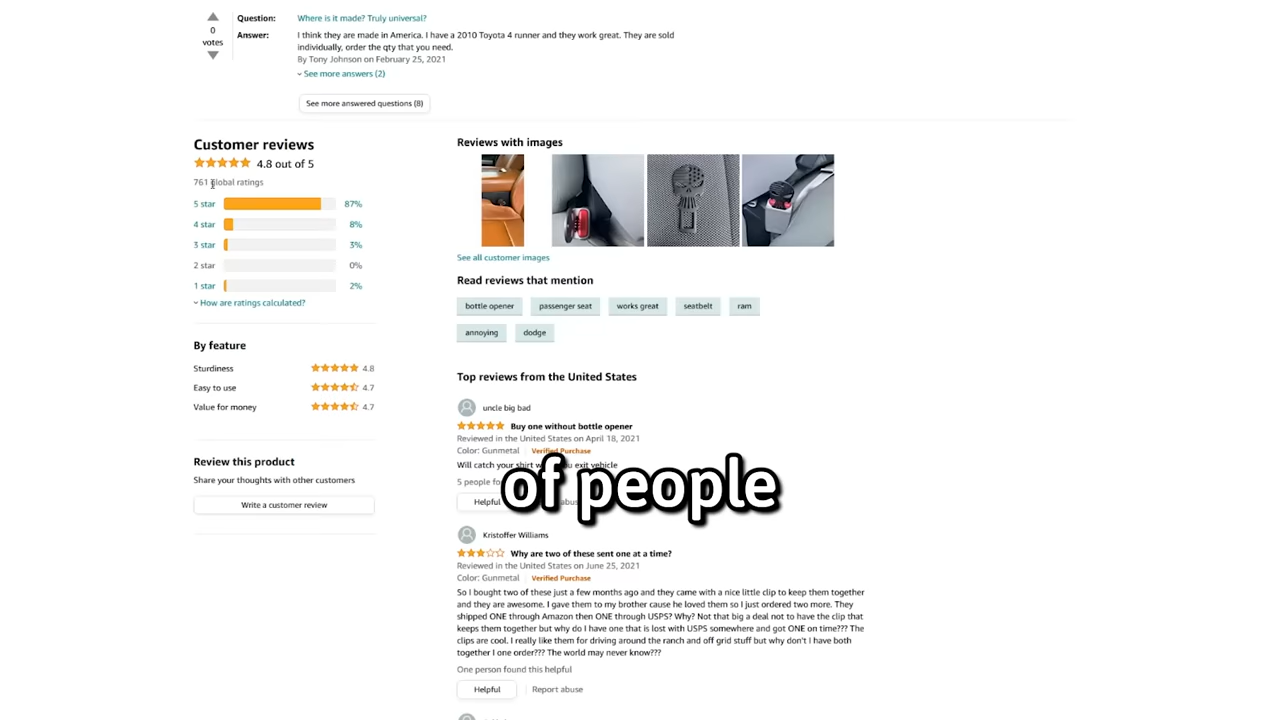 0
votes
Question: Where is it made? Truly universal?
Answer: I think they are made in America. I have a 2010 Toyota 4 runner and they work great. They are sold
individually, order the qty that you need.
By Tony Johnson on February 25, 2021
See more answers (2)
See more answered questions (8)
Customer reviews
4.8 out of 5
761 global ratings
5 star 87%
4 star 8%
3 star 3%
2 star 0%
1 star 2%
How are ratings calculated?
By feature
Sturdiness 4.8
Easy to use 4.7
Value for money 4.7
Review this product
Share your thoughts with other customers
Write a customer review
Reviews with images
See all customer images
Read reviews that mention
bottle opener passenger seat works great seatbelt ram
annoying dodge
Top reviews from the United States
uncle big bad
Buy one without bottle opener
Reviewed in the United States on April 18, 2021
Color: Gunmetal Verified Purchase
Will catch your shirt exit vehicle
5 people
Helpful
of people
Kristoffer Williams
Why are two of these sent one at a time?
Reviewed in the United States on June 25, 2021
Color: Gunmetal Verified Purchase
So I bought two of these just a few months ago and they came with a nice little clip to keep them together
and they are awesome. I gave them to my brother cause he loved them so I just ordered two more. They
shipped ONE through Amazon then ONE through USPS? Why? Not that big a deal not to have the clip that
keeps them together but why do I have one that is lost with USPS somewhere and got ONE on time??? The
clips are cool. I really like them for driving around the ranch and off grid stuff but why don't I have both
together I one order??? The world may never know???
One person found this helpful
Helpful Report abuse